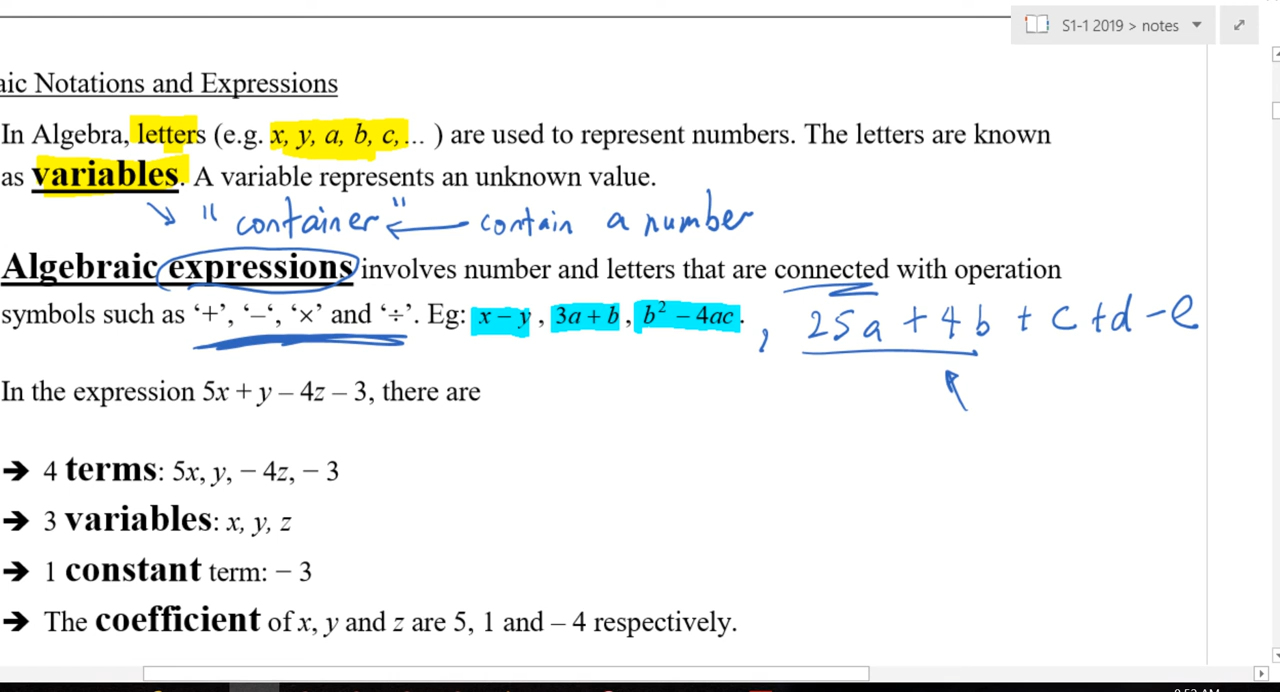 S1-1 2019 > notes
aic Notations and Expressions
In Algebra, letters (e.g. x, y, a, b, c, ... ) are used to represent numbers. The letters are known
as variables. A variable represents an unknown value.
" container " ← contain a number
Algebraic expressions involves number and letters that are connected with operation
symbols such as ‘+’, ‘–‘, ‘×’ and ‘÷’. Eg: x – y , 3a + b , b² – 4ac . , 25a + 4b + c + d - e
In the expression 5x + y – 4z – 3, there are
➔ 4 terms: 5x, y, – 4z, – 3
➔ 3 variables: x, y, z
➔ 1 constant term: – 3
➔ The coefficient of x, y and z are 5, 1 and – 4 respectively.